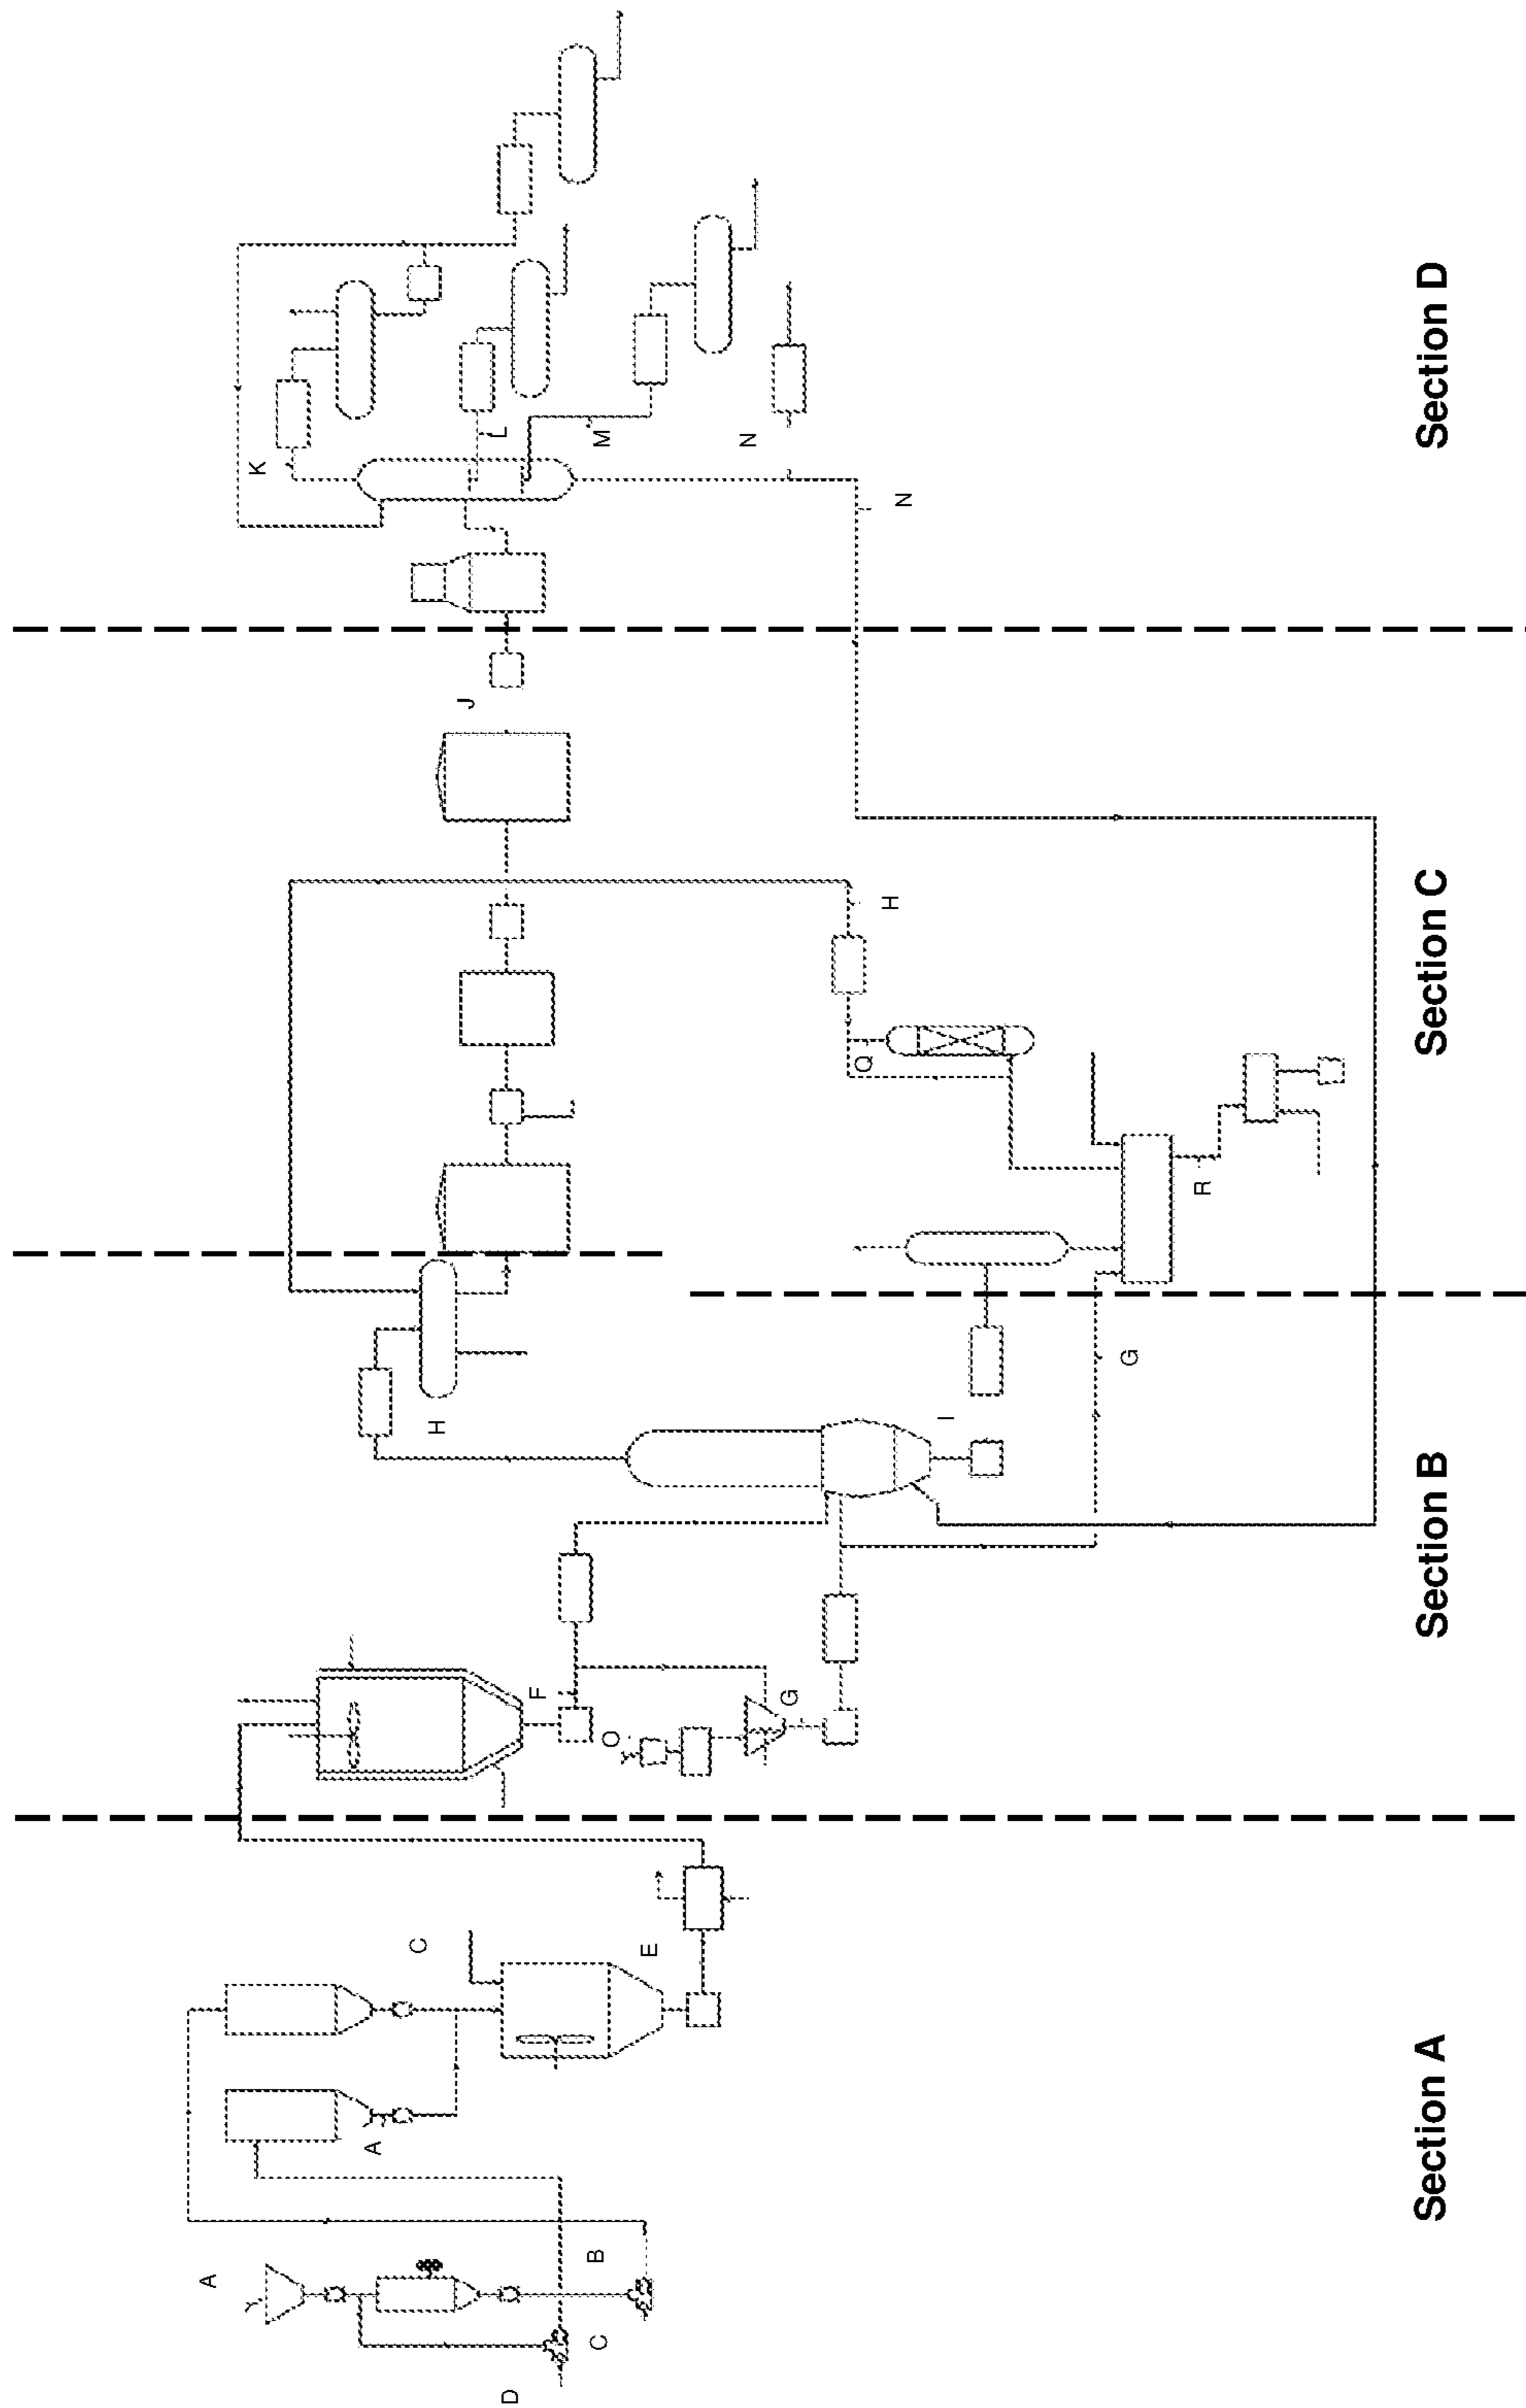 A
K
A
C
H
J
L
D
F
C
B
M
O
E
N
G
Q
H
N
I
G
R
Section A
Section B
Section C
Section D